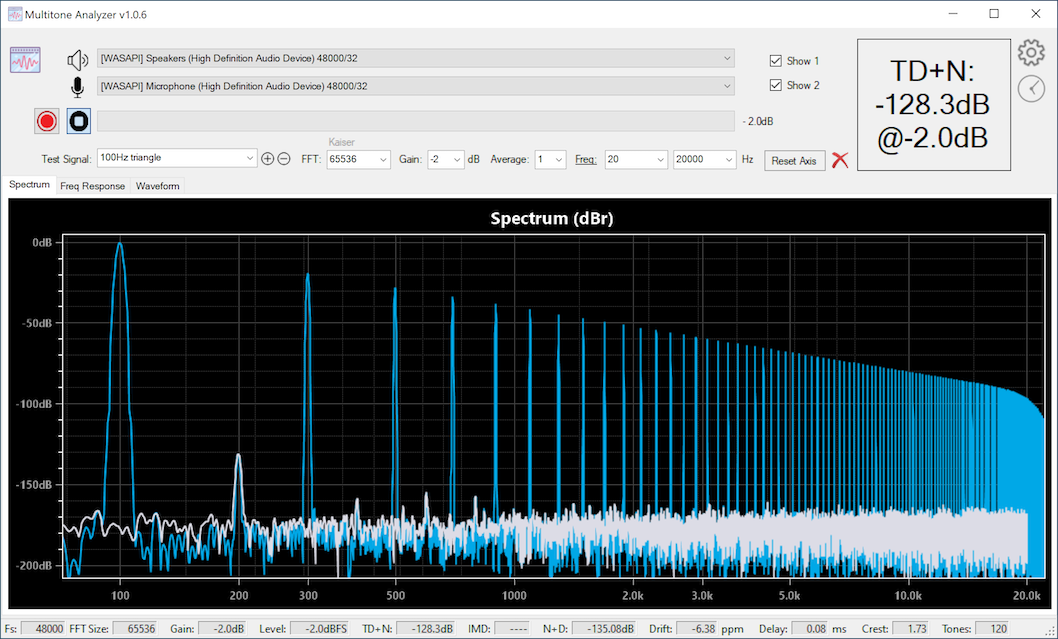 Multitone Analyzer v1.0.6
[WASAPI] Speakers (High Definition Audio Device) 48000/32
Show 1
[WASAPI] Microphone (High Definition Audio Device) 48000/32
Show 2
TD+N:
-128.3dB
@-2.0dB
- 2.0dB
Kaiser
Test Signal: 100Hz triangle FFT: 65536 Gain: -2 dB Average: 1 Freq: 20 20000 Hz Reset Axis
Spectrum Freq Response Waveform
Spectrum (dBr)
0dB
-50dB
-100dB
-150dB
-200dB
100 200 300 500 1000 2.0k 3.0k 5.0k 10.0k 20.0k
Fs: 48000 FFT Size: 65536 Gain: -2.0dB Level: -2.0dBFS TD+N: -128.3dB IMD: ---- N+D: -135.08dB Drift: -6.38 ppm Delay: 0.08 ms Crest: 1.73 Tones: 120